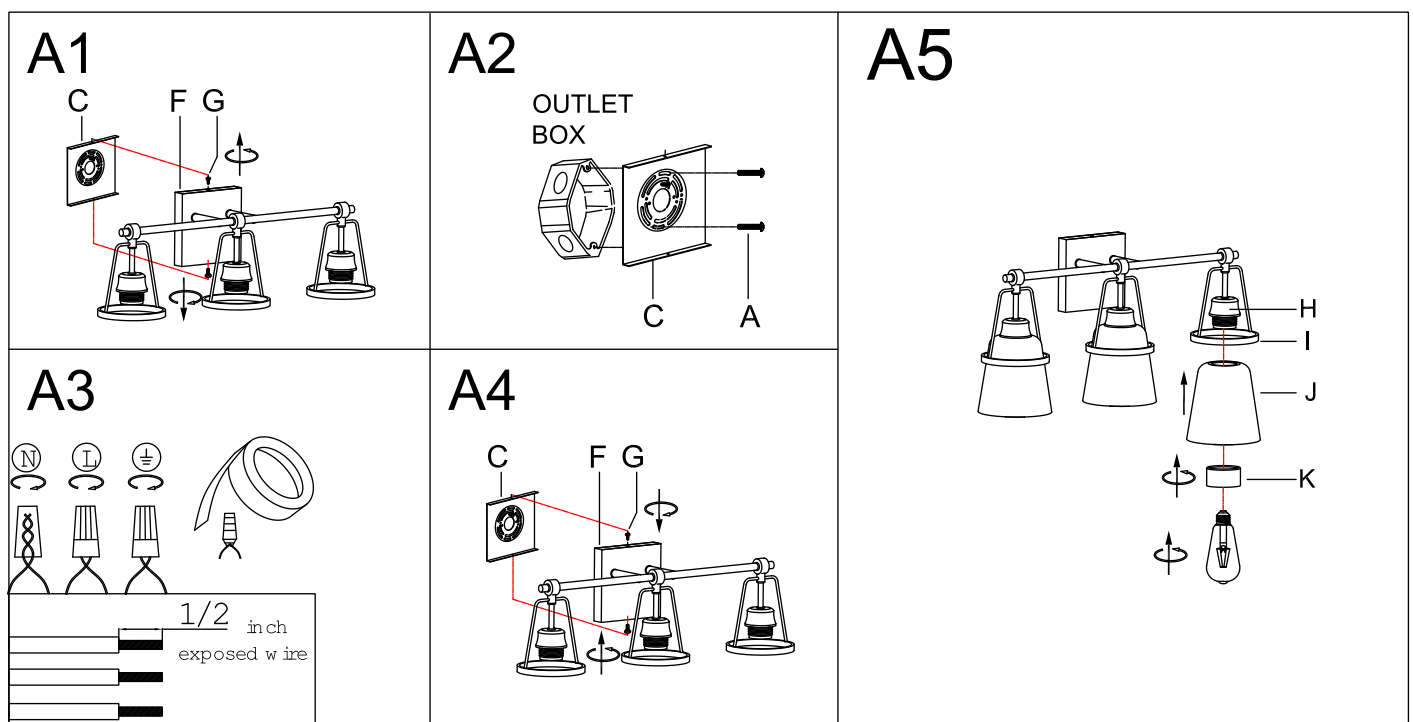 A1
C F G
A2
OUTLET
BOX
C A
A3
N L
1/2 inch
exposed wire
A4
C F G
A5
H
I
J
K